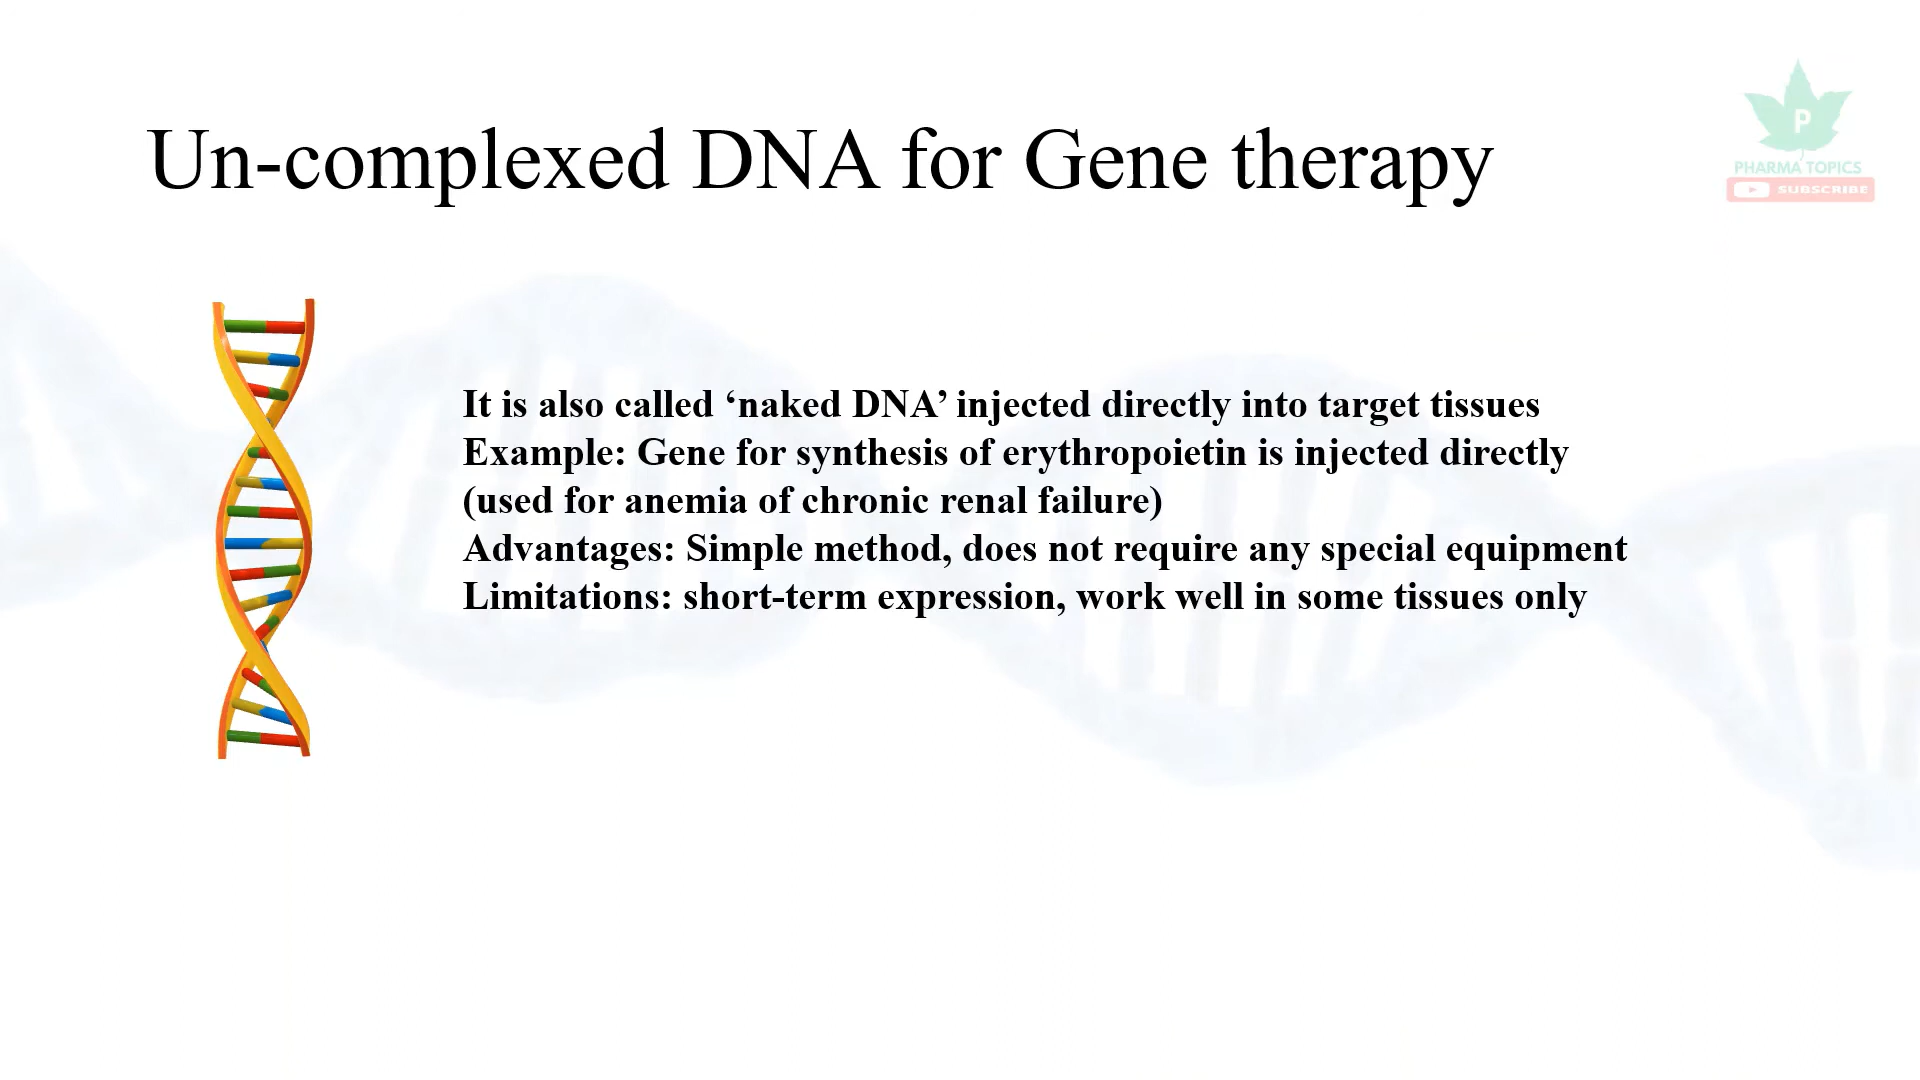 Un-complexed DNA for Gene therapy
P
PHARMA TOPICS
SUBSCRIBE
It is also called ‘naked DNA’ injected directly into target tissues
Example: Gene for synthesis of erythropoietin is injected directly
(used for anemia of chronic renal failure)
Advantages: Simple method, does not require any special equipment
Limitations: short-term expression, work well in some tissues only